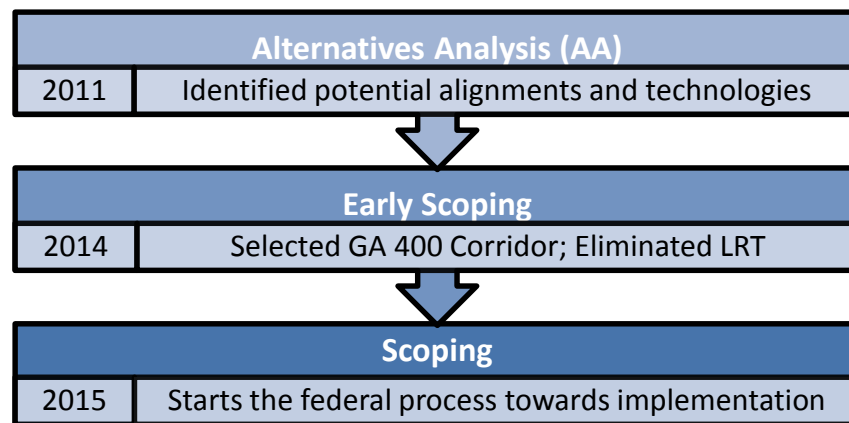 Alternatives Analysis (AA)
2011 Identified potential alignments and technologies
Early Scoping
2014 Selected GA 400 Corridor; Eliminated LRT
Scoping
2015 Starts the federal process towards implementation